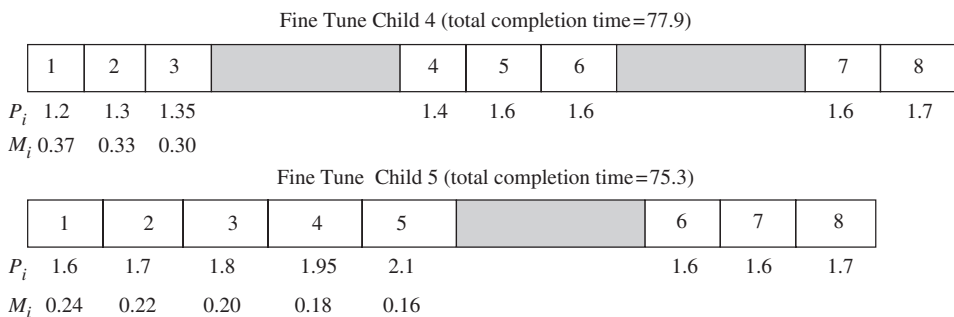 Fine Tune Child 4 (total completion time=77.9)
1 2 3 4 5 6 7 8
P_i 1.2 1.3 1.35 1.4 1.6 1.6 1.6 1.7
M_i 0.37 0.33 0.30
Fine Tune Child 5 (total completion time=75.3)
1 2 3 4 5 6 7 8
P_i 1.6 1.7 1.8 1.95 2.1 1.6 1.6 1.7
M_i 0.24 0.22 0.20 0.18 0.16